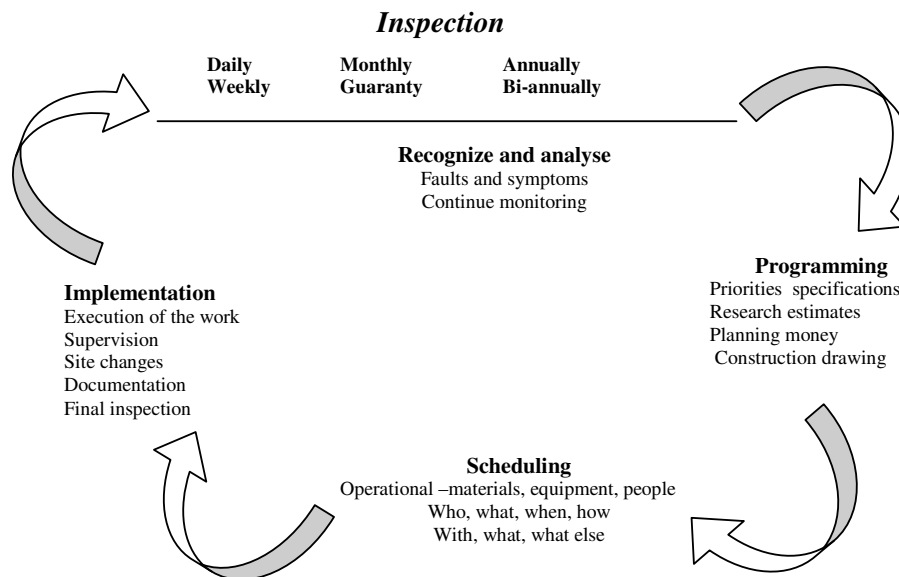 Inspection
Daily Monthly Annually
Weekly Guaranty Bi-annually
Recognize and analyse
Faults and symptoms
Continue monitoring
Programming
Priorities specifications
Research estimates
Planning money
Construction drawing
Scheduling
Operational –materials, equipment, people
Who, what, when, how
With, what, what else
Implementation
Execution of the work
Supervision
Site changes
Documentation
Final inspection